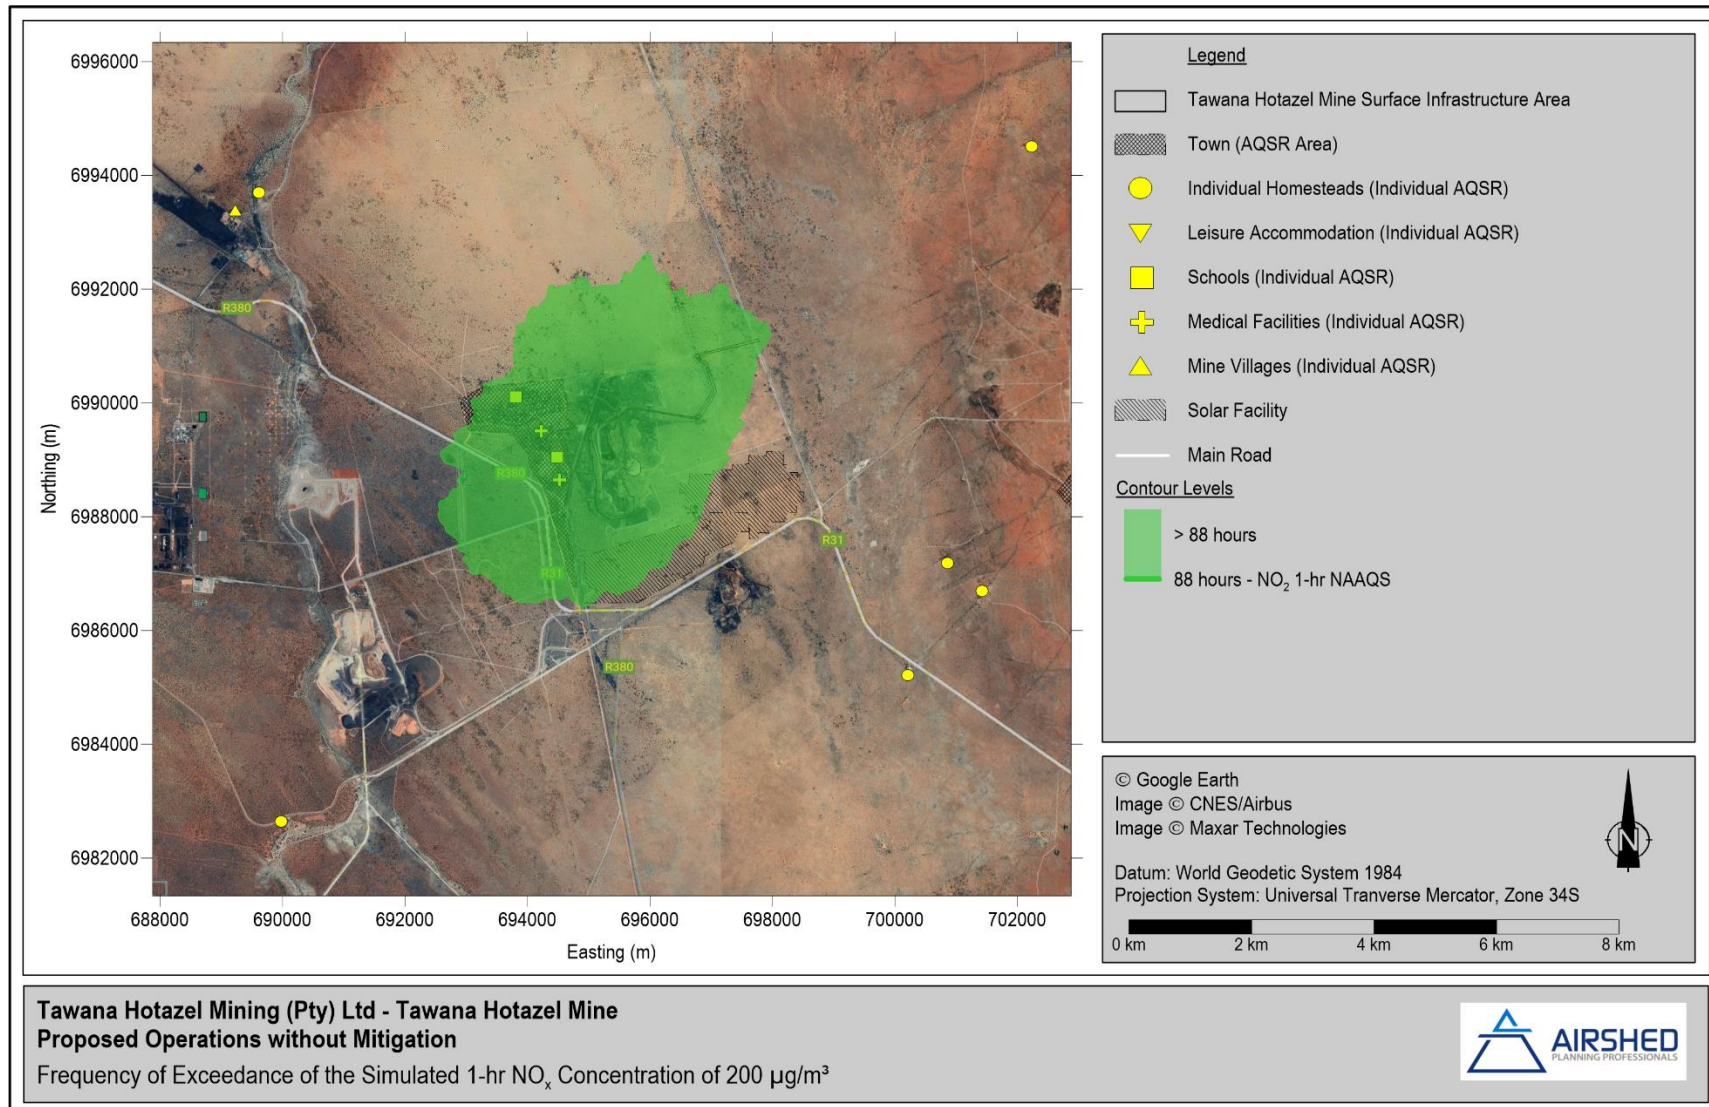 6996000
6994000
6992000
6990000
6988000
6986000
6984000
6982000
Northing (m)
688000
690000
692000
694000
696000
698000
700000
702000
Easting (m)
R380
R380
R31
R31
R380
Legend
Tawana Hotazel Mine Surface Infrastructure Area
Town (AQSR Area)
Individual Homesteads (Individual AQSR)
Leisure Accommodation (Individual AQSR)
Schools (Individual AQSR)
Medical Facilities (Individual AQSR)
Mine Villages (Individual AQSR)
Solar Facility
Main Road
Contour Levels
> 88 hours
88 hours - NO₂ 1-hr NAAQS
© Google Earth
Image © CNES/Airbus
Image © Maxar Technologies
N
Datum: World Geodetic System 1984
Projection System: Universal Tranverse Mercator, Zone 34S
0 km 2 km 4 km 6 km 8 km
Tawana Hotazel Mining (Pty) Ltd - Tawana Hotazel Mine
Proposed Operations without Mitigation
Frequency of Exceedance of the Simulated 1-hr NOₓ Concentration of 200 µg/m³
AIRSHED
PLANNING PROFESSIONALS